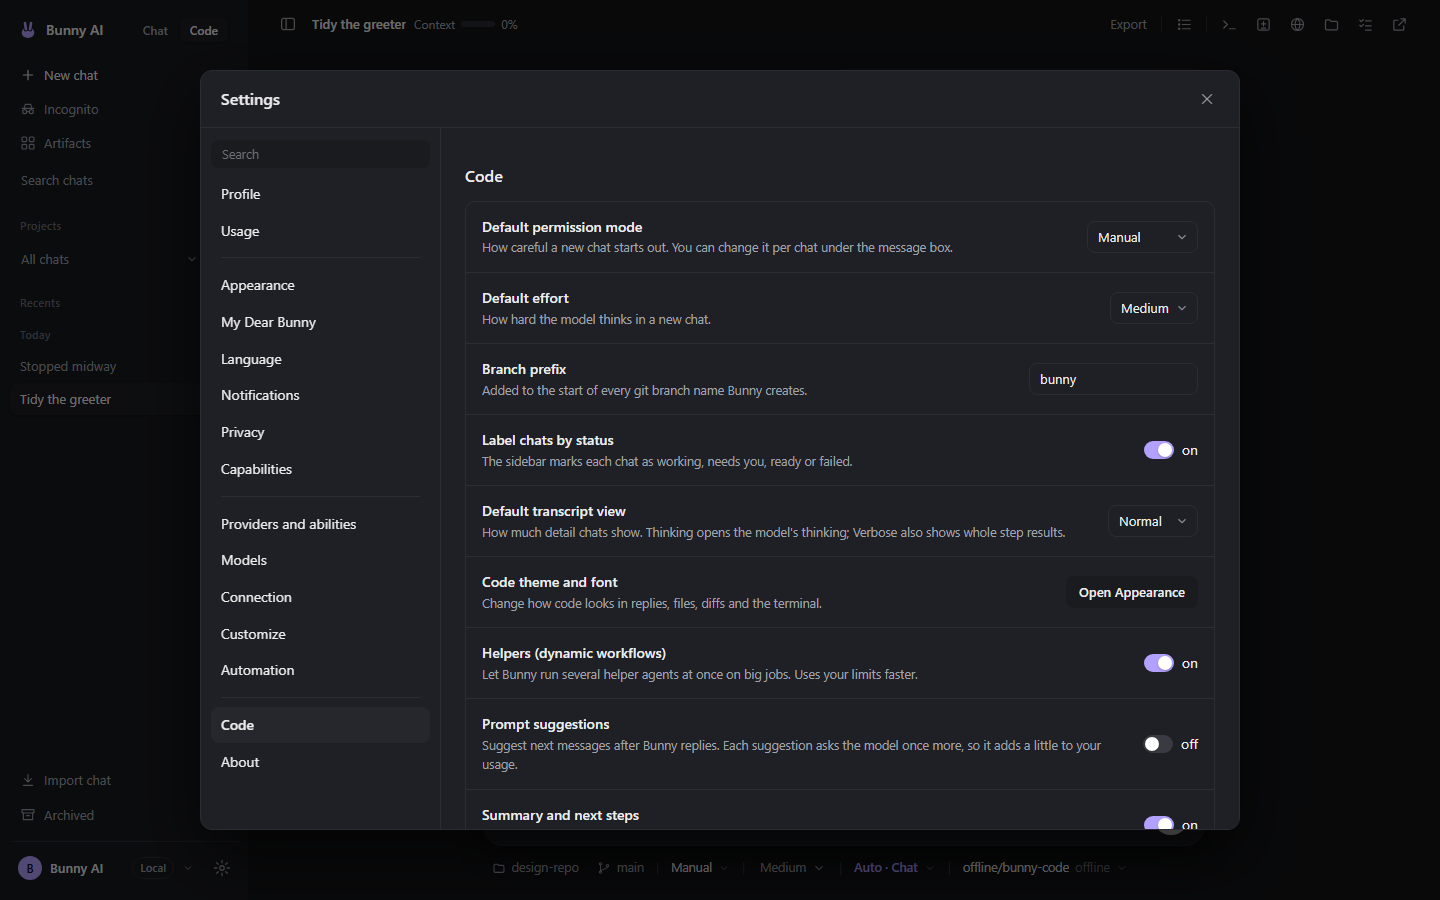 Bunny AI
Chat
Code
Tidy the greeter
Context
0%
Export
New chat
Incognito
Artifacts
Search chats
Projects
All chats
Recents
Today
Stopped midway
Tidy the greeter
Import chat
Archived
B
Bunny AI
Local
Settings
Search
Profile
Usage
Appearance
My Dear Bunny
Language
Notifications
Privacy
Capabilities
Providers and abilities
Models
Connection
Customize
Automation
Code
About
Code
Default permission mode
How careful a new chat starts out. You can change it per chat under the message box.
Manual
Default effort
How hard the model thinks in a new chat.
Medium
Branch prefix
Added to the start of every git branch name Bunny creates.
bunny
Label chats by status
The sidebar marks each chat as working, needs you, ready or failed.
on
Default transcript view
How much detail chats show. Thinking opens the model's thinking; Verbose also shows whole step results.
Normal
Code theme and font
Change how code looks in replies, files, diffs and the terminal.
Open Appearance
Helpers (dynamic workflows)
Let Bunny run several helper agents at once on big jobs. Uses your limits faster.
on
Prompt suggestions
Suggest next messages after Bunny replies. Each suggestion asks the model once more, so it adds a little to your
usage.
off
Summary and next steps
on
design-repo
main
Manual
Medium
Auto · Chat
offline/bunny-code offline